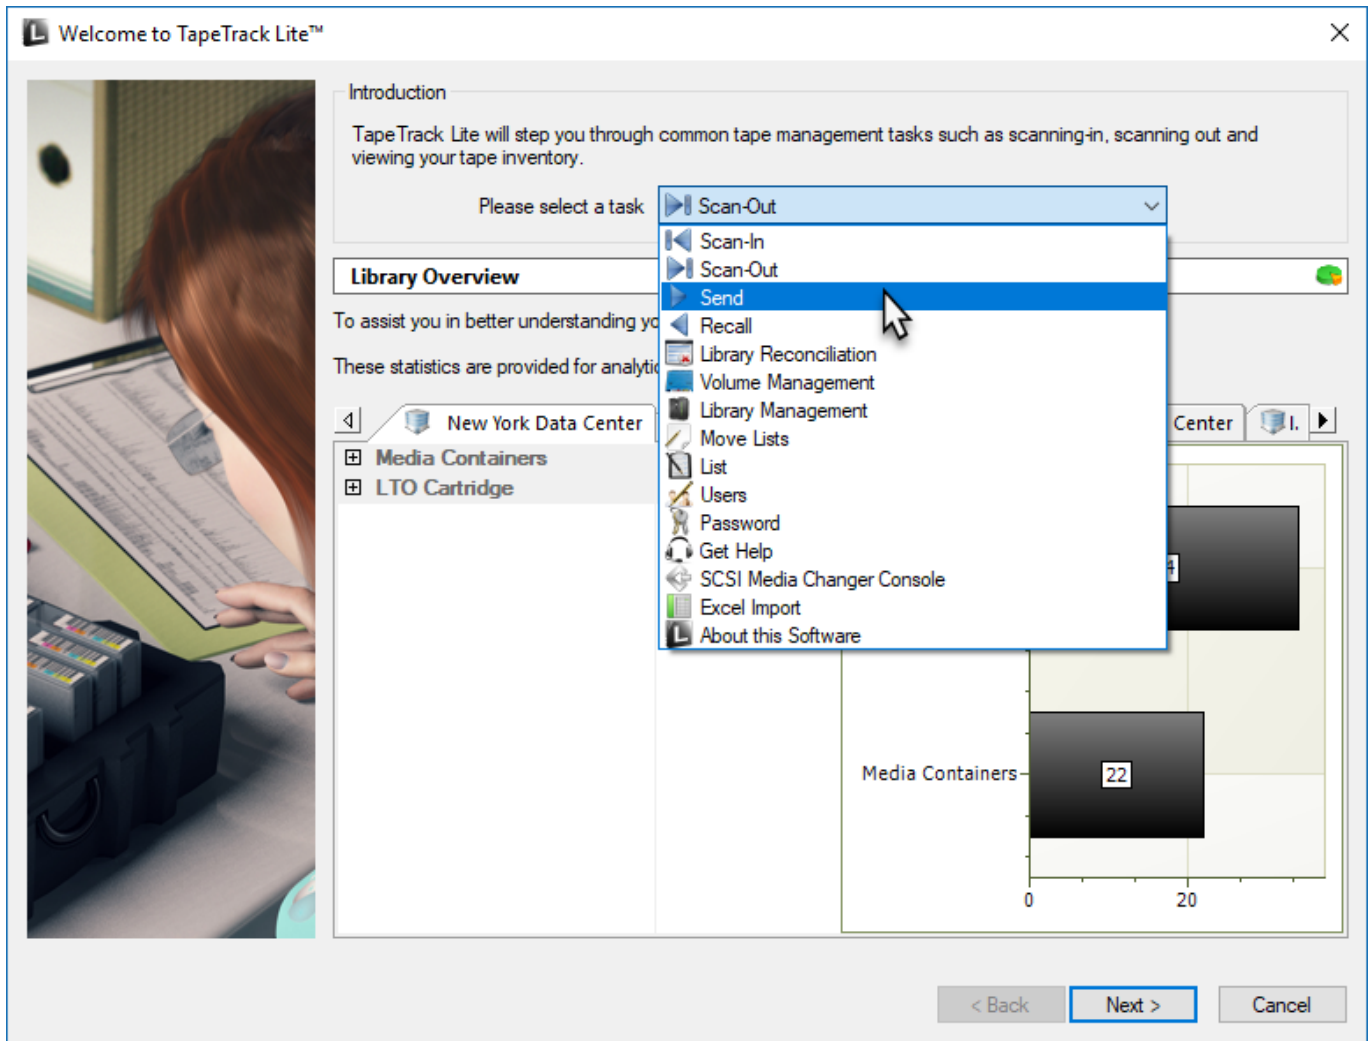 Welcome to TapeTrack Lite™
Introduction
TapeTrack Lite will step you through common tape management tasks such as scanning-in, scanning out and
viewing your tape inventory.
Please select a task
Scan-Out
Scan-In
Scan-Out
Library Overview
Send
To assist you in better understanding yo
Recall
Library Reconciliation
These statistics are provided for analytic
Volume Management
Library Management
New York Data Center
Center
I.
Move Lists
Media Containers
List
LTO Cartridge
Users
Password
Get Help
4
SCSI Media Changer Console
Excel Import
About this Software
Media Containers
22
0 20
< Back
Next >
Cancel